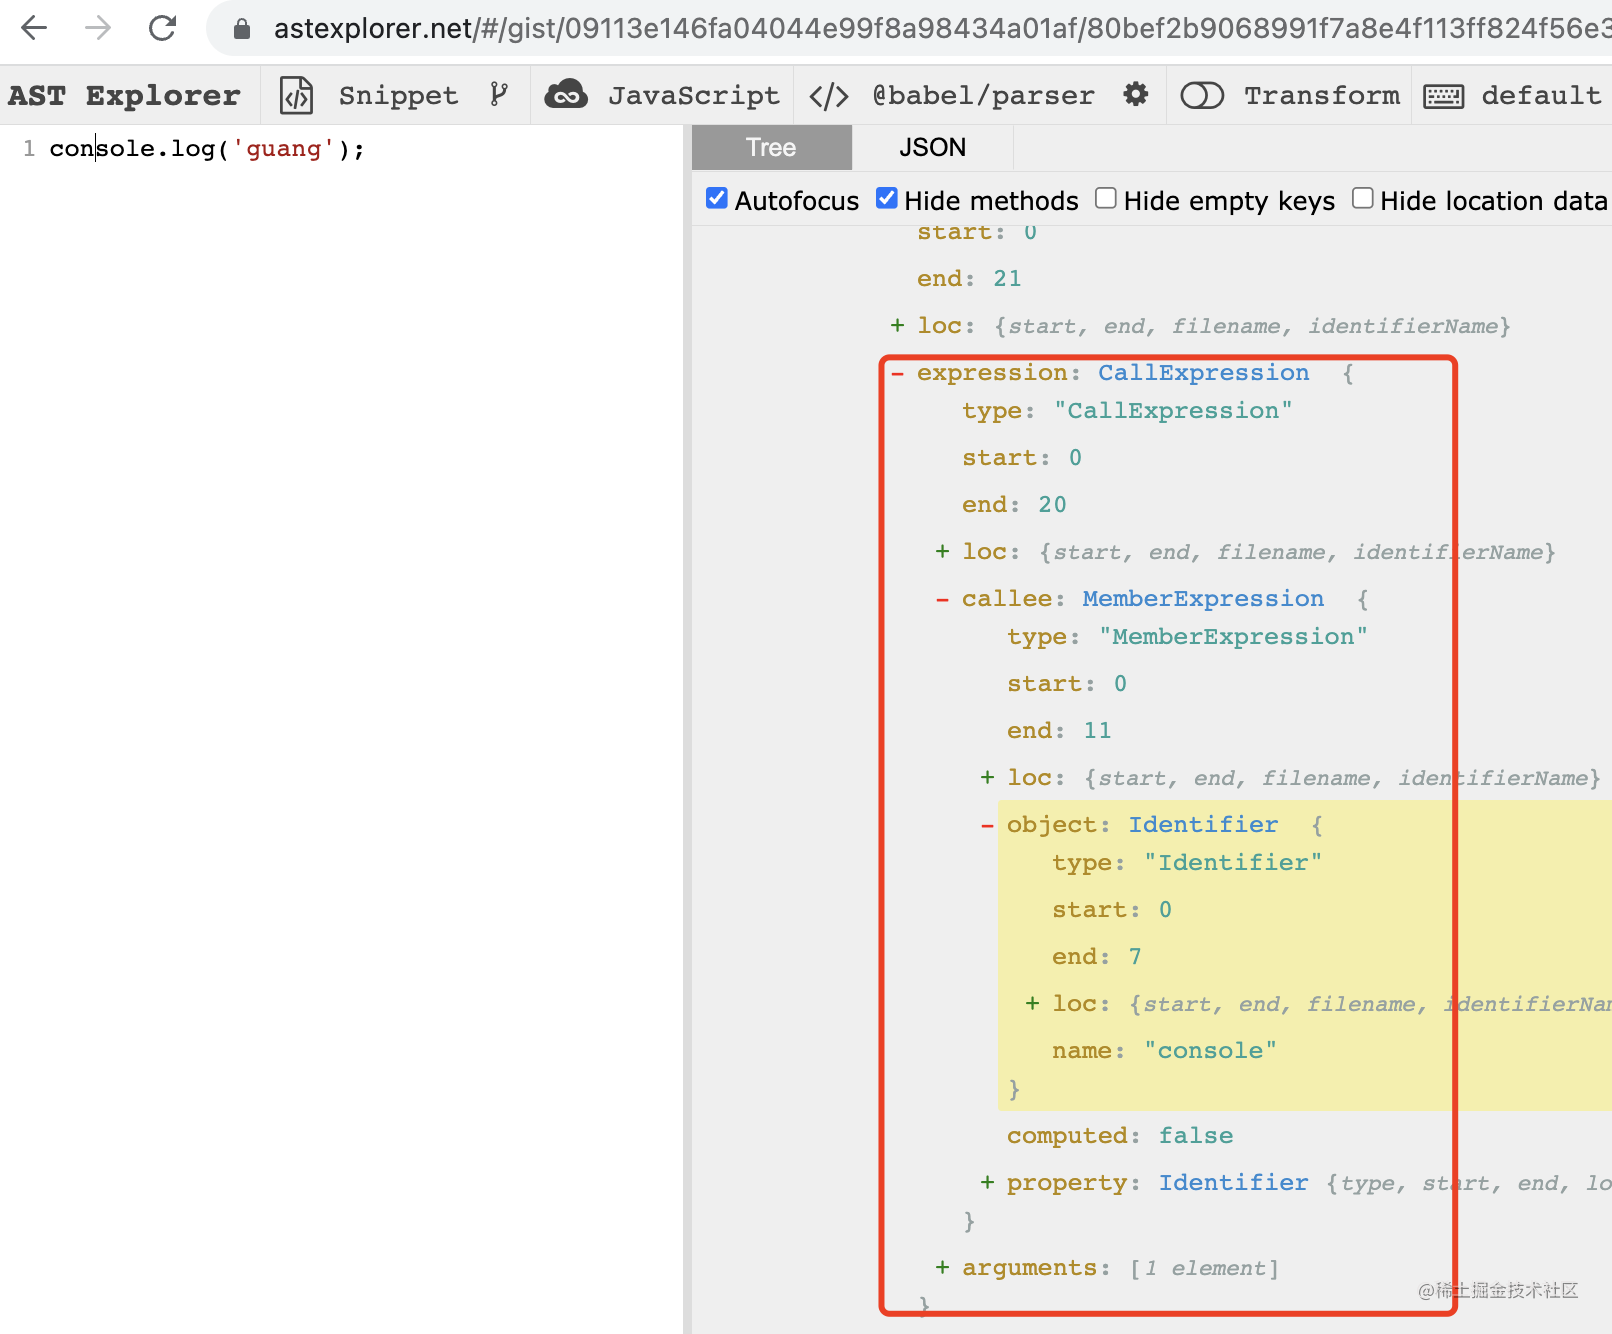 astexplorer.net/#/gist/09113e146fa04044e99f8a98434a01af/80bef2b9068991f7a8e4f113ff824f56e3
AST Explorer Snippet JavaScript </> @babel/parser Transform default
1 console.log('guang');
Tree JSON
Autofocus Hide methods Hide empty keys Hide location data
start: 0
end: 21
+ loc: {start, end, filename, identifierName}
- expression: CallExpression {
type: "CallExpression"
start: 0
end: 20
+ loc: {start, end, filename, identifierName}
- callee: MemberExpression {
type: "MemberExpression"
start: 0
end: 11
+ loc: {start, end, filename, identifierName}
- object: Identifier {
type: "Identifier"
start: 0
end: 7
+ loc: {start, end, filename, identifierNam
name: "console"
}
computed: false
+ property: Identifier {type, start, end, lo
}
+ arguments: [1 element]
}
@稀土掘金技术社区